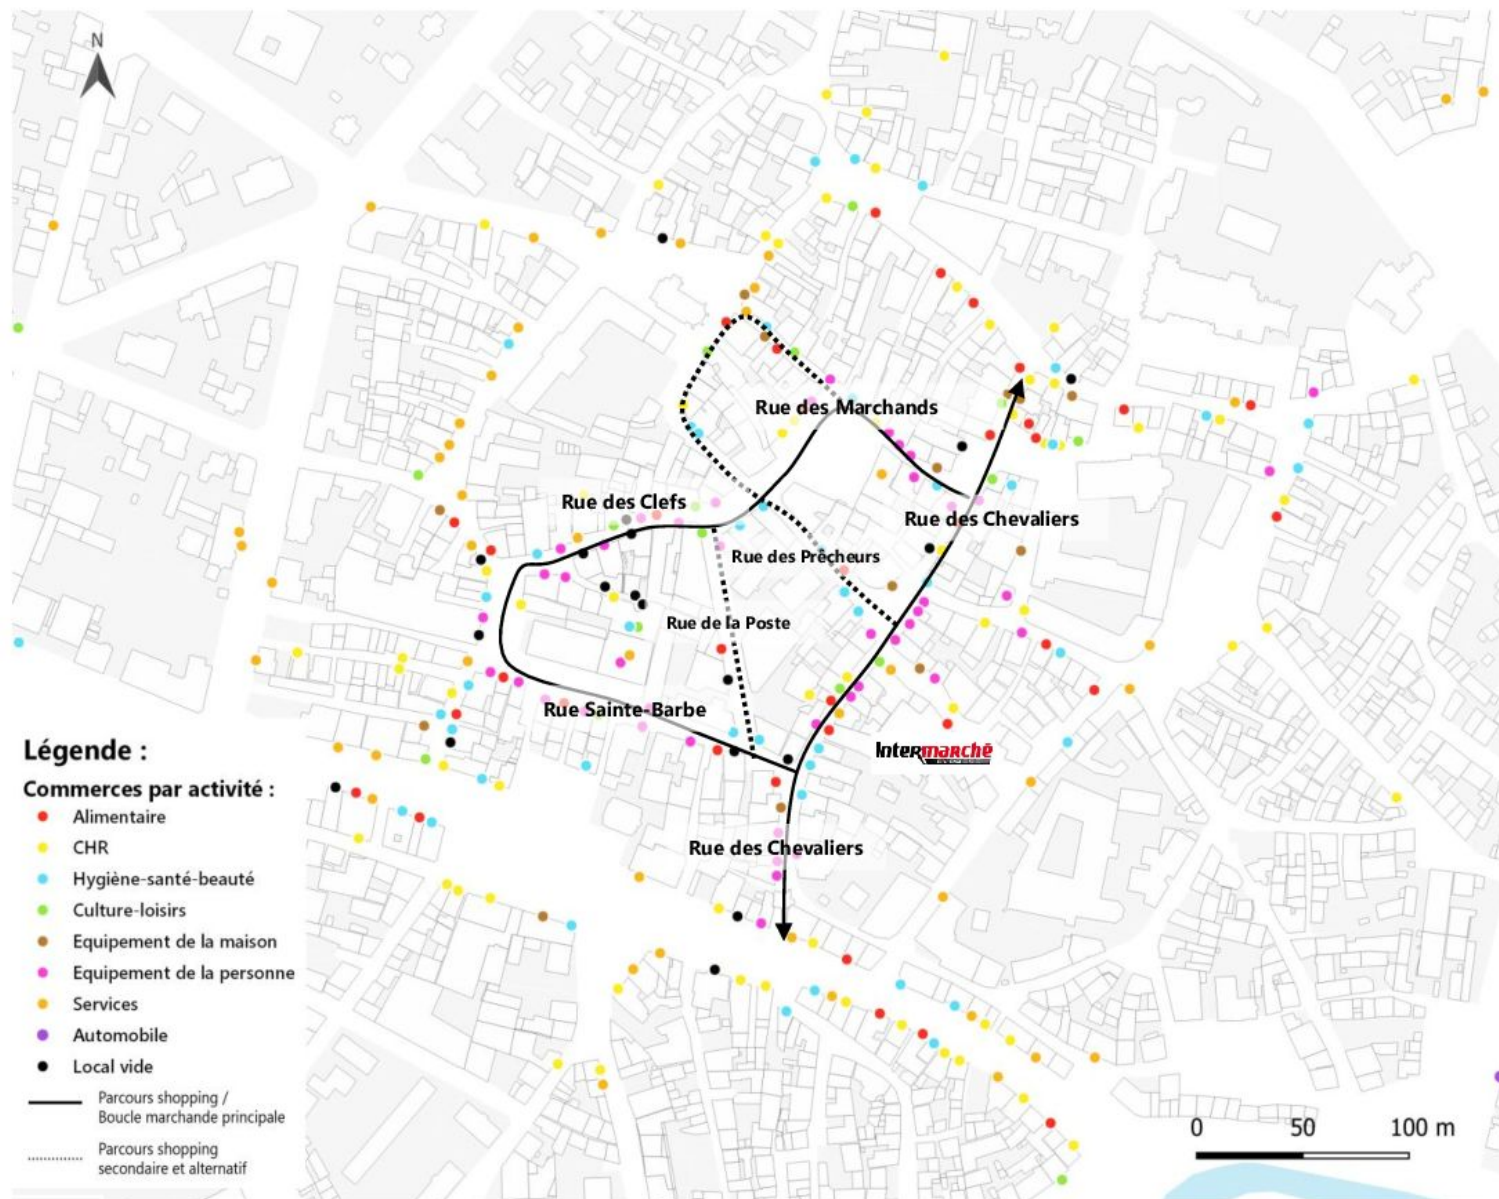 N
Rue des Marchands
Rue des Clefs
Rue des Chevaliers
Rue des Prêcheurs
Rue de la Poste
Rue Sainte-Barbe
Intermarché
Rue des Chevaliers
Légende :
Commerces par activité :
Alimentaire
CHR
Hygiène-santé-beauté
Culture-loisirs
Equipement de la maison
Equipement de la personne
Services
Automobile
Local vide
Parcours shopping /
Boucle marchande principale
Parcours shopping
secondaire et alternatif
0 50 100 m